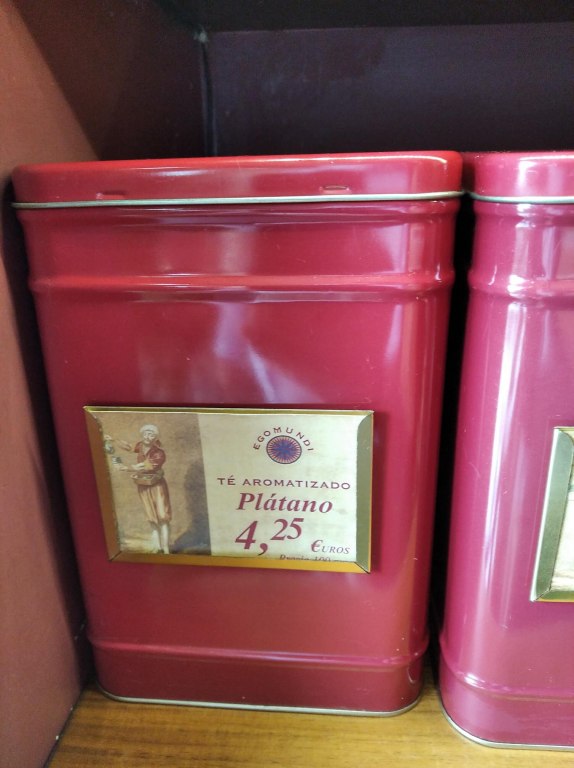 EGOMUNDI
TÉ AROMATIZADO
Plátano
4,25
€UROS